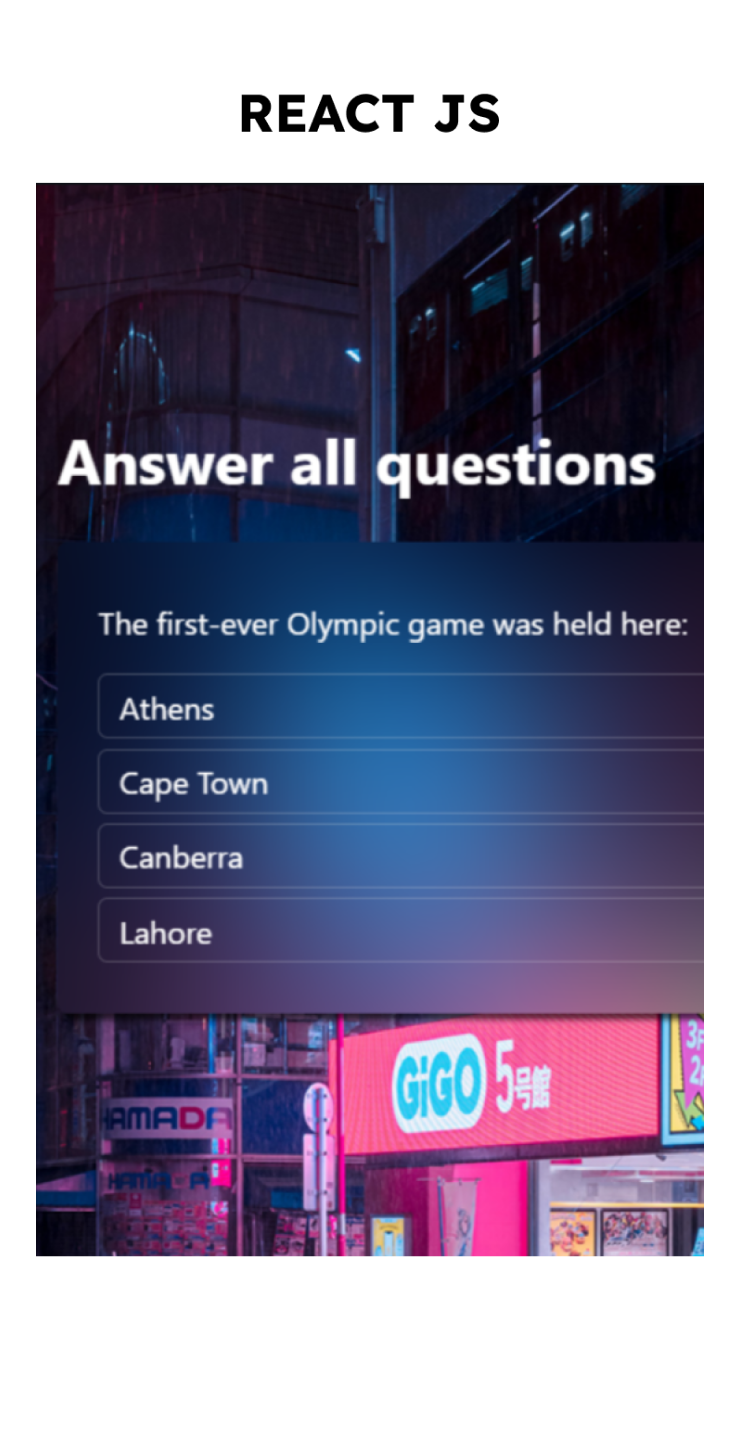 REACT JS
Answer all questions
The first-ever Olympic game was held here:
Athens
Cape Town
Canberra
Lahore
GiGO 5号館
HAMADA